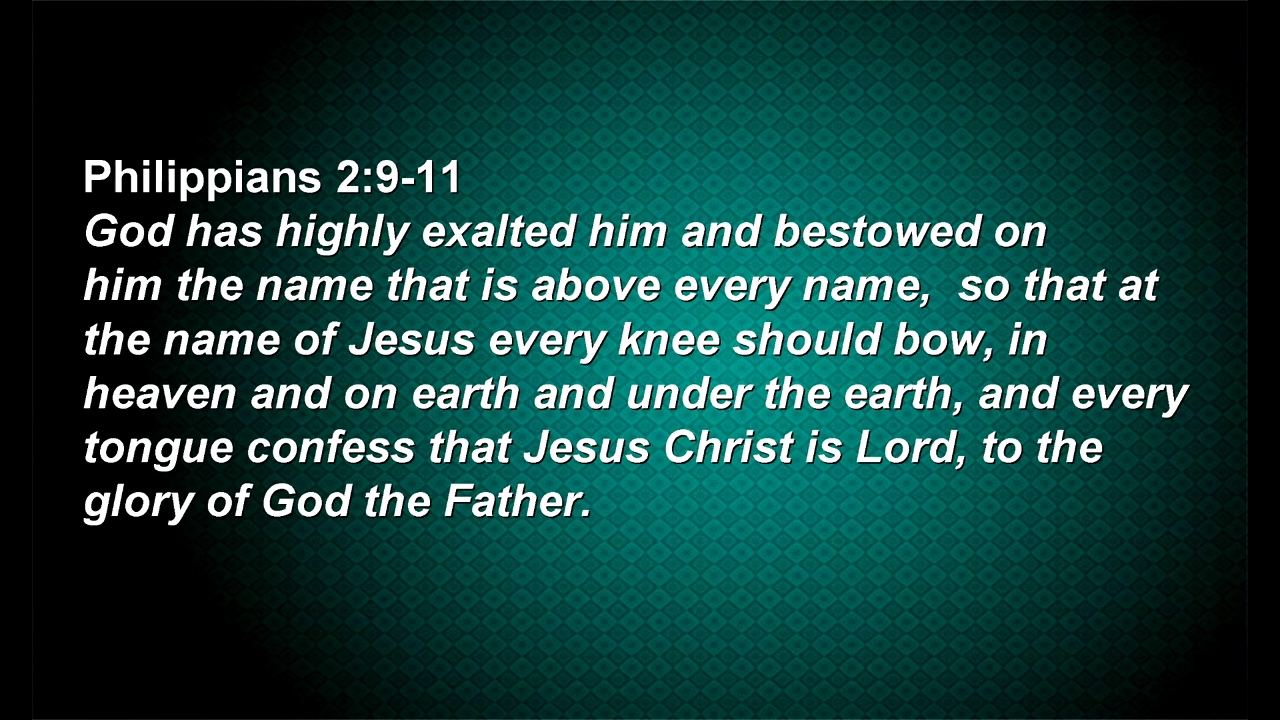 Philippians 2:9-11
God has highly exalted him and bestowed on
him the name that is above every name,  so that at
the name of Jesus every knee should bow, in
heaven and on earth and under the earth, and every
tongue confess that Jesus Christ is Lord, to the
glory of God the Father.